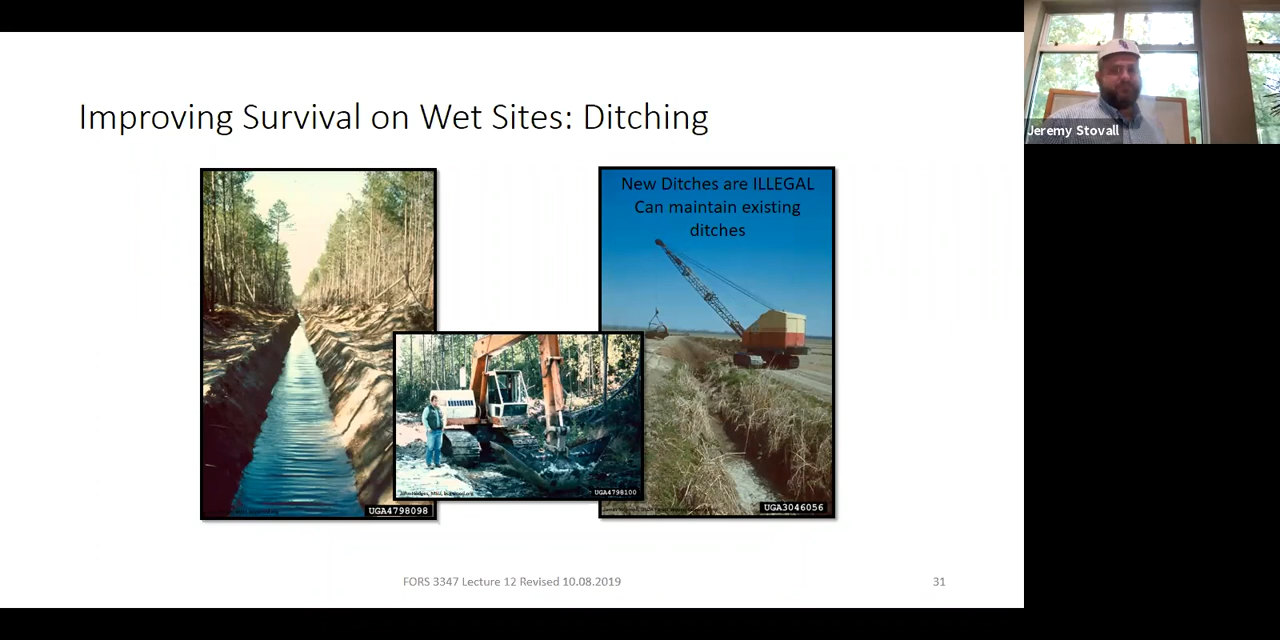 Improving Survival on Wet Sites: Ditching
New Ditches are ILLEGAL
Can maintain existing
ditches
UGA4798098
UGA4798100
UGA3046056
FORS 3347 Lecture 12 Revised 10.08.2019
31
Jeremy Stovall